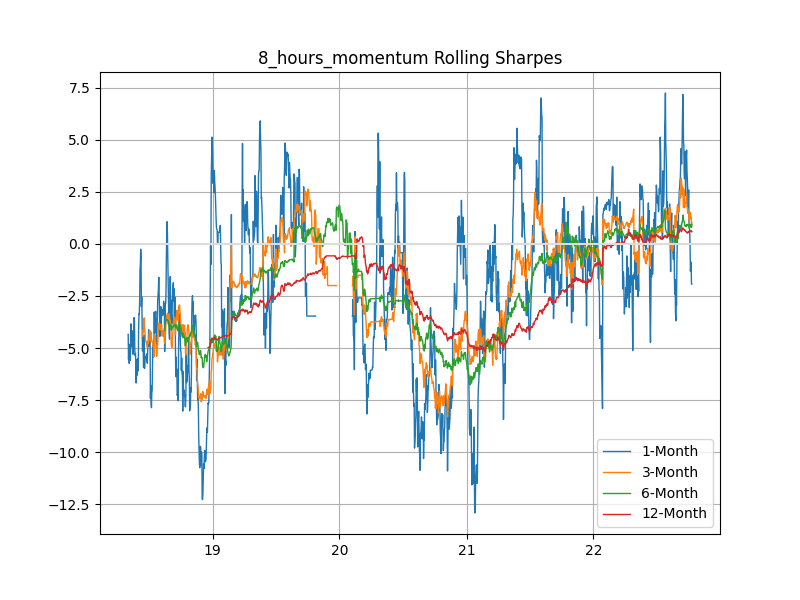 8_hours_momentum Rolling Sharpes
7.5
5.0
2.5
0.0
−2.5
−5.0
−7.5
−10.0
−12.5
19
20
21
22
1-Month
3-Month
6-Month
12-Month